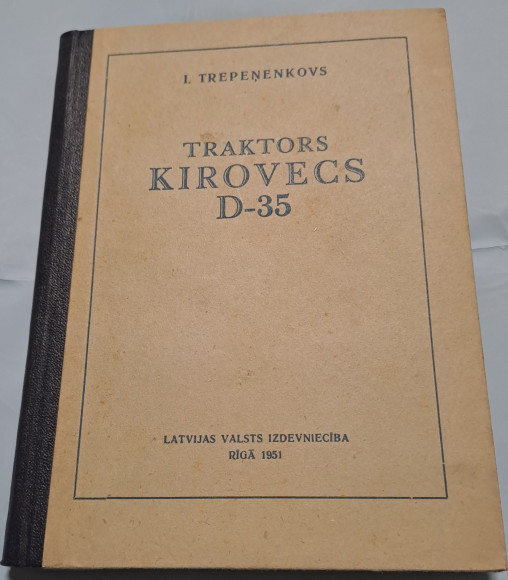 I. TREPEŅENKOVS
TRAKTORS
KIROVECS
D-35
LATVIJAS VALSTS IZDEVNIECĪBA
RĪGĀ 1951